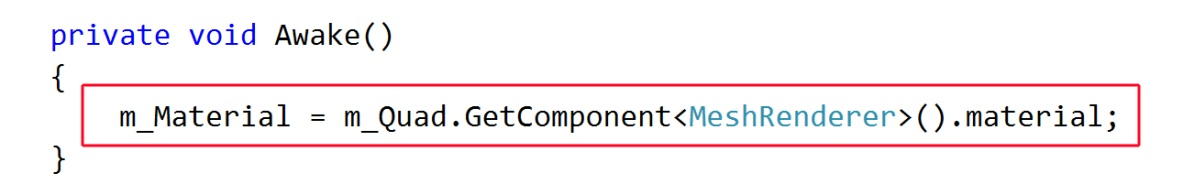 private void Awake()
{
m_Material = m_Quad.GetComponent<MeshRenderer>().material;
}